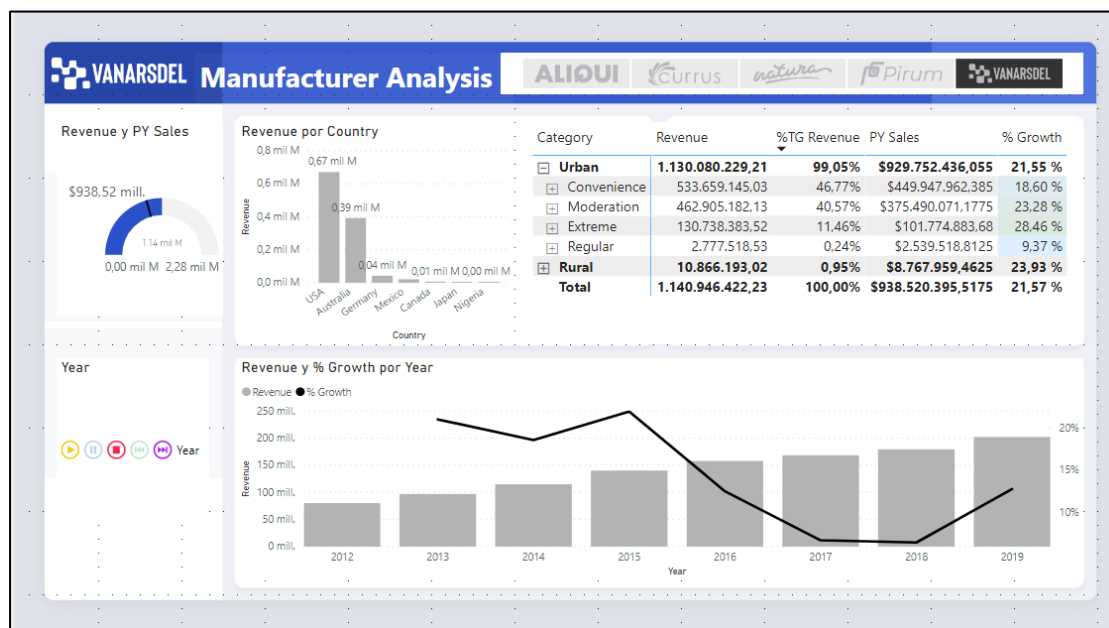 VANARSDEL Manufacturer Analysis
ALIQUI Currus natura Pirum VANARSDEL
Revenue y PY Sales
$938,52 mill.
1,14 mil M
0,00 mil M 2,28 mil M
Revenue por Country
0,8 mil M
0,6 mil M
0,4 mil M
0,2 mil M
0,0 mil M
Revenue
0,67 mil M
0,39 mil M
0,04 mil M
0,01 mil M
0,00 mil M
USA
Australia
Germany
Mexico
Canada
Japan
Nigeria
Country
Category Revenue %TG Revenue PY Sales % Growth
Urban 1.130.080.229,21 99,05% $929.752.436,055 21,55 %
Convenience 533.659.145,03 46,77% $449.947.962,385 18,60 %
Moderation 462.905.182,13 40,57% $375.490.071,1775 23,28 %
Extreme 130.738.383,52 11,46% $101.774.883,68 28,46 %
Regular 2.777.518,53 0,24% $2.539.518,8125 9,37 %
Rural 10.866.193,02 0,95% $8.767.959,4625 23,93 %
Total 1.140.946.422,23 100,00% $938.520.395,5175 21,57 %
Year
Year
Revenue y % Growth por Year
Revenue % Growth
250 mill.
200 mill.
150 mill.
100 mill.
50 mill.
0 mill.
Revenue
20%
15%
10%
2012 2013 2014 2015 2016 2017 2018 2019
Year